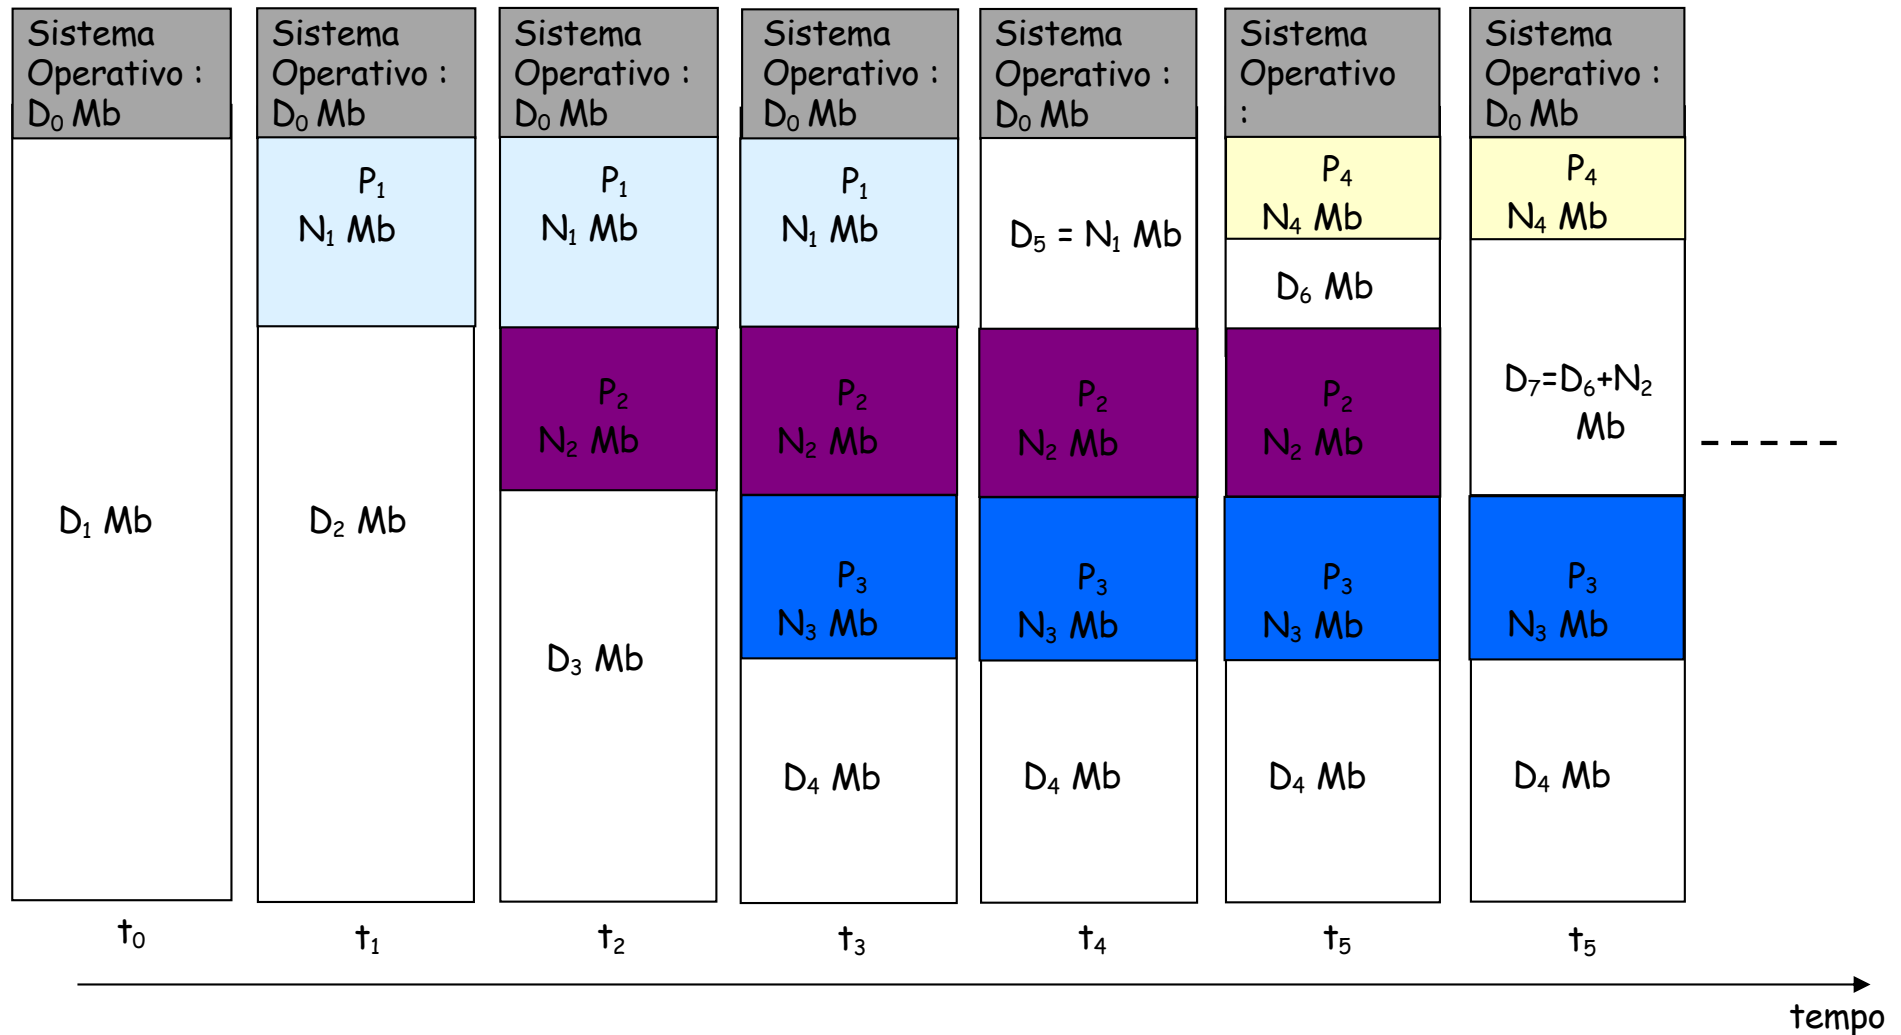 Sistema
Operativo :
D₀ Mb
D₁ Mb
t₀
Sistema
Operativo :
D₀ Mb
P₁
N₁ Mb
D₂ Mb
t₁
Sistema
Operativo :
D₀ Mb
P₁
N₁ Mb
P₂
N₂ Mb
D₃ Mb
t₂
Sistema
Operativo :
D₀ Mb
P₁
N₁ Mb
P₂
N₂ Mb
P₃
N₃ Mb
D₄ Mb
t₃
Sistema
Operativo :
D₀ Mb
D₅ = N₁ Mb
P₂
N₂ Mb
P₃
N₃ Mb
D₄ Mb
t₄
Sistema
Operativo
:
P₄
N₄ Mb
D₆ Mb
P₂
N₂ Mb
P₃
N₃ Mb
D₄ Mb
t₅
Sistema
Operativo :
D₀ Mb
P₄
N₄ Mb
D₇=D₆+N₂
Mb
P₃
N₃ Mb
D₄ Mb
t₅
tempo